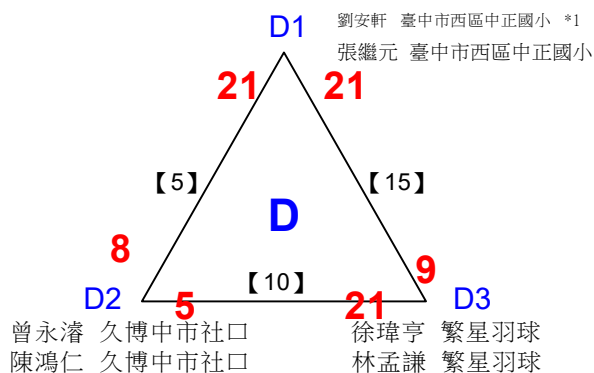 D1
劉安軒 臺中市西區中正國小 *1
張繼元 臺中市西區中正國小
21 21
【5】 【15】
D
8 9
【10】
D2 5 21 D3
曾永濬 久博中市社口 徐瑋亨 繁星羽球
陳鴻仁 久博中市社口 林孟謙 繁星羽球